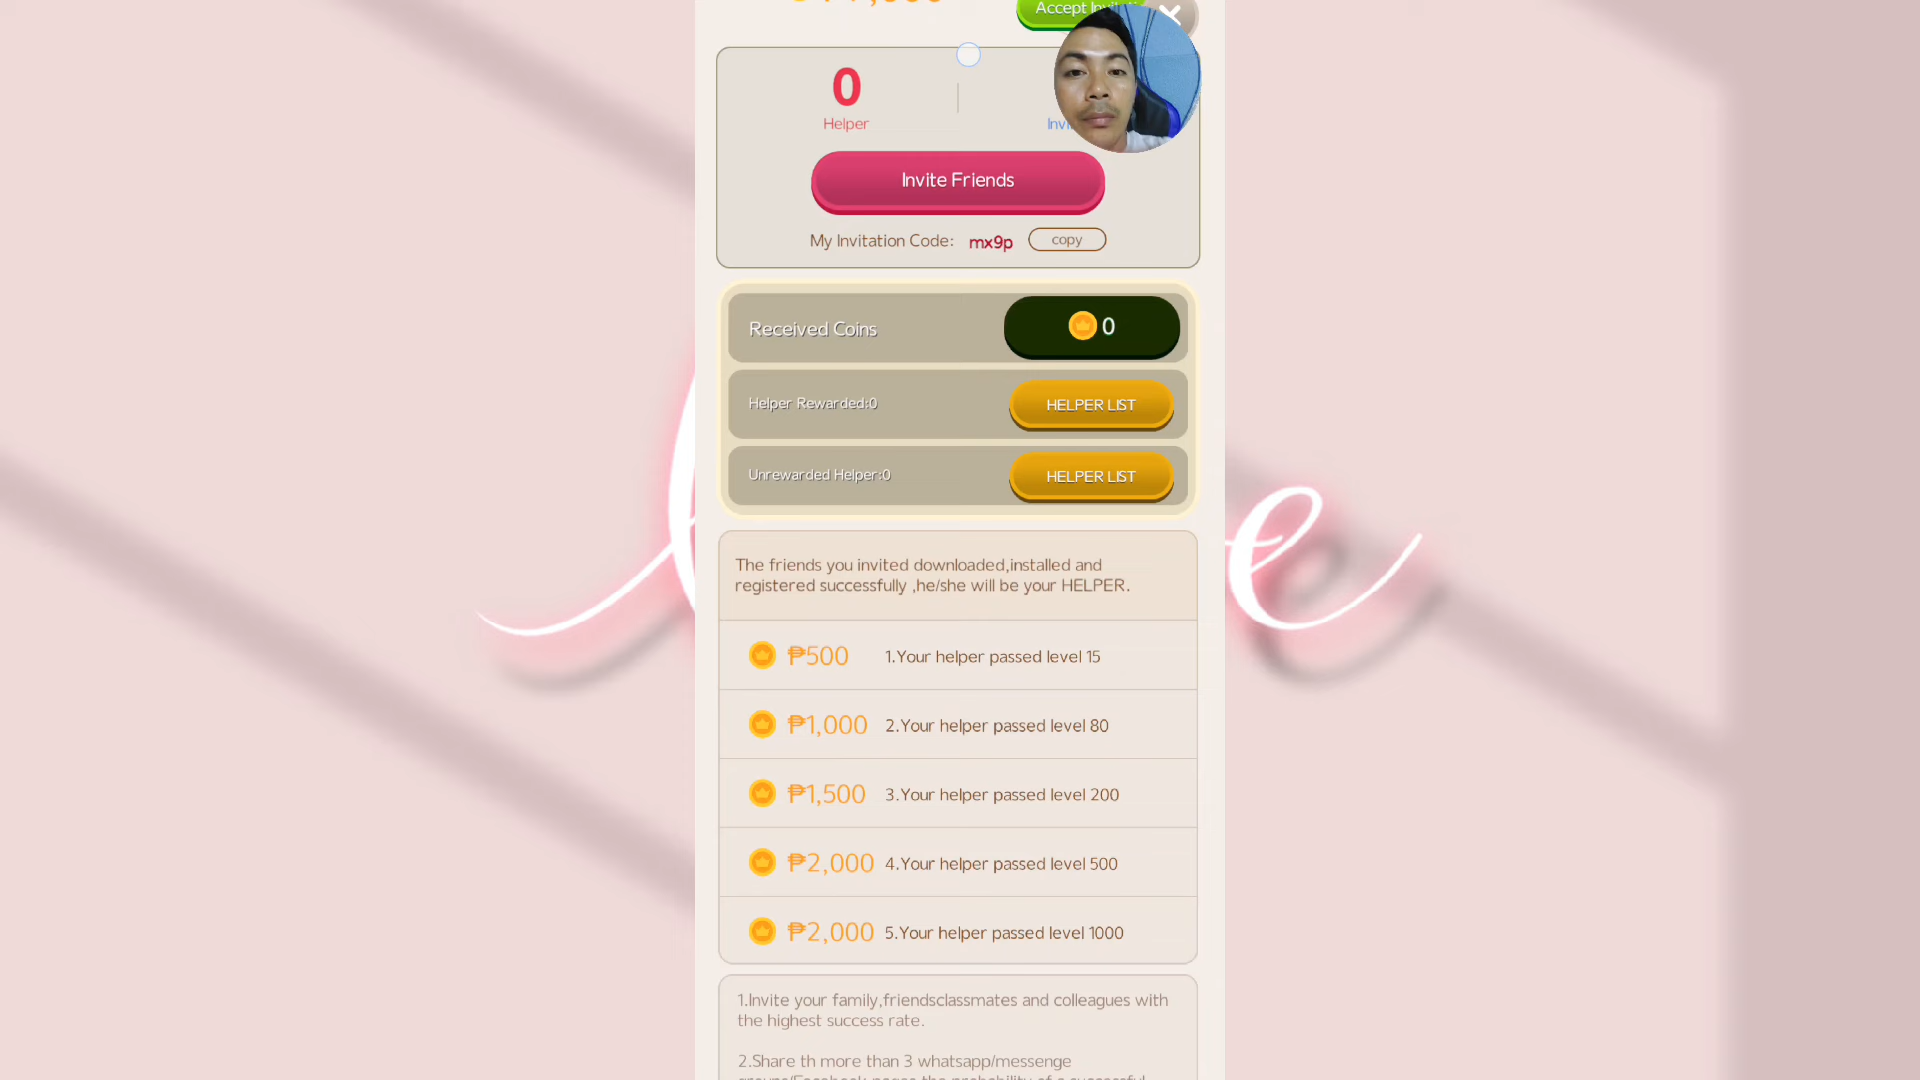 Accept
0
Helper
Invite Friends
My Invitation Code: mx9p copy
Received Coins 0
Helper Rewarded:0 HELPER LIST
Unrewarded Helper:0 HELPER LIST
The friends you invited downloaded,installed and
registered successfully ,he/she will be your HELPER.
₱500 1.Your helper passed level 15
₱1,000 2.Your helper passed level 80
₱1,500 3.Your helper passed level 200
₱2,000 4.Your helper passed level 500
₱2,000 5.Your helper passed level 1000
1.Invite your family,friendsclassmates and colleagues with
the highest success rate.
2.Share th more than 3 whatsapp/messenge